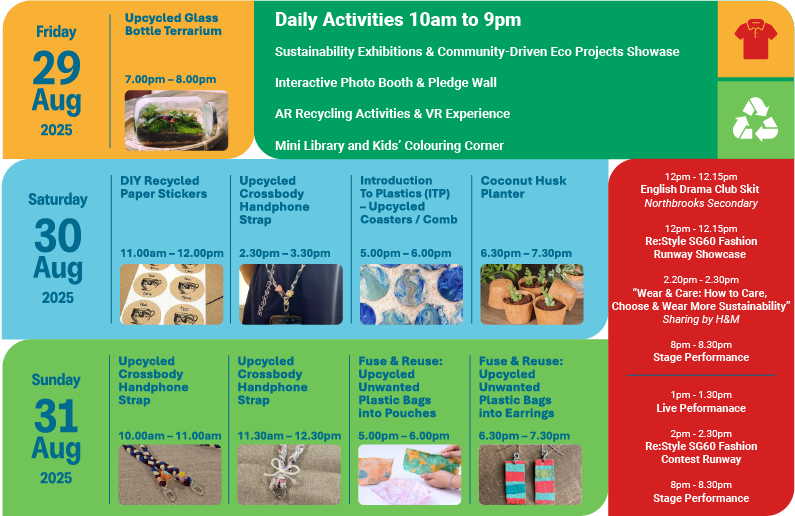 Friday
29
Aug
2025
Upcycled Glass
Bottle Terrarium
7.00pm – 8.00pm
Daily Activities 10am to 9pm
Sustainability Exhibitions & Community-Driven Eco Projects Showase
Interactive Photo Booth & Pledge Wall
AR Recycling Activities & VR Experience
Mini Library and Kids’ Colouring Corner
Saturday
30
Aug
2025
DIY Recycled
Paper Stickers
11.00am – 12.00pm
Upcycled
Crossbody
Handphone
Strap
2.30pm – 3.30pm
Introduction
To Plastics (ITP)
– Upcycled
Coasters / Comb
5.00pm – 6.00pm
Coconut Husk
Planter
6.30pm – 7.30pm
Sunday
31
Aug
2025
Upcycled
Crossbody
Handphone
Strap
10.00am – 11.00am
Upcycled
Crossbody
Handphone
Strap
11.30am – 12.30pm
Fuse & Reuse:
Upcycled
Unwanted
Plastic Bags
into Pouches
5.00pm – 6.00pm
Fuse & Reuse:
Upcycled
Unwanted
Plastic Bags
into Earrings
6.30pm – 7.30pm
12pm - 12.15pm
English Drama Club Skit
Northbrooks Secondary
12pm - 12.15pm
Re:Style SG60 Fashion
Runway Showcase
2.20pm - 2.30pm
“Wear & Care: How to Care,
Choose & Wear More Sustainability”
Sharing by H&M
8pm - 8.30pm
Stage Performance
1pm - 1.30pm
Live Peformanace
2pm - 2.30pm
Re:Style SG60 Fashion
Contest Runway
8pm - 8.30pm
Stage Performance